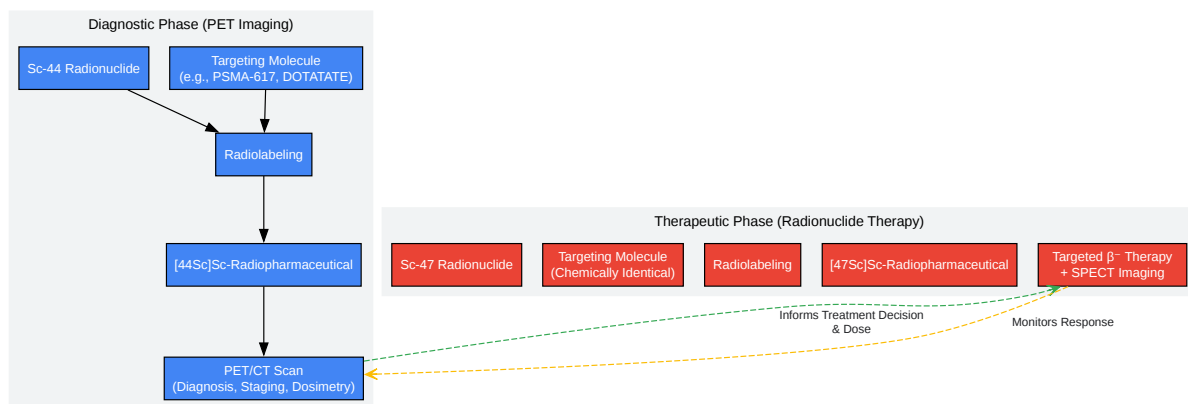 Diagnostic Phase (PET Imaging)
Sc-44 Radionuclide
Targeting Molecule
(e.g., PSMA-617, DOTATATE)
Radiolabeling
[44Sc]Sc-Radiopharmaceutical
PET/CT Scan
(Diagnosis, Staging, Dosimetry)
Therapeutic Phase (Radionuclide Therapy)
Sc-47 Radionuclide
Targeting Molecule
(Chemically Identical)
Radiolabeling
[47Sc]Sc-Radiopharmaceutical
Targeted β⁻ Therapy
+ SPECT Imaging
Informs Treatment Decision
& Dose
Monitors Response